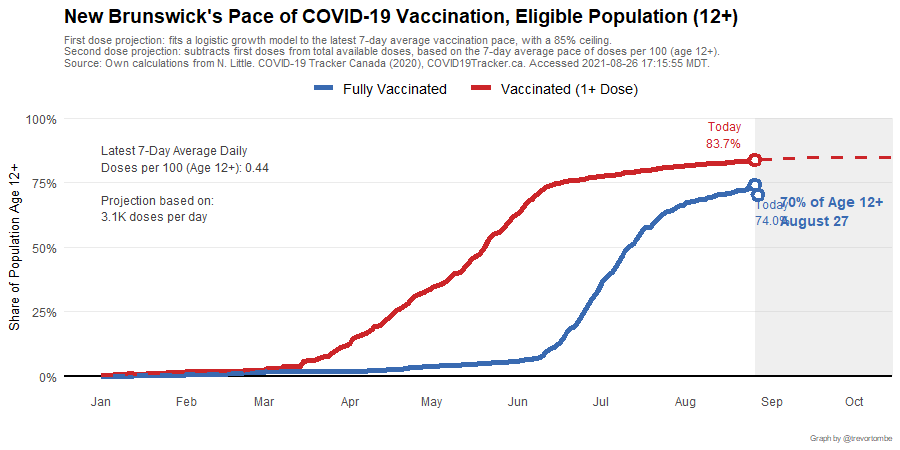 New Brunswick's Pace of COVID-19 Vaccination, Eligible Population (12+)
First dose projection: fits a logistic growth model to the latest 7-day average vaccination pace, with a 85% ceiling.
Second dose projection: subtracts first doses from total available doses, based on the 7-day average pace of doses per 100 (age 12+).
Source: Own calculations from N. Little. COVID-19 Tracker Canada (2020), COVID19Tracker.ca. Accessed 2021-08-26 17:15:55 MDT.
Fully Vaccinated
Vaccinated (1+ Dose)
Share of Population Age 12+
100%
75%
50%
25%
0%
Latest 7-Day Average Daily
Doses per 100 (Age 12+): 0.44
Projection based on:
3.1K doses per day
Today
83.7%
Today
74.0%
70% of Age 12+
August 27
Jan
Feb
Mar
Apr
May
Jun
Jul
Aug
Sep
Oct
Graph by @trevortombe